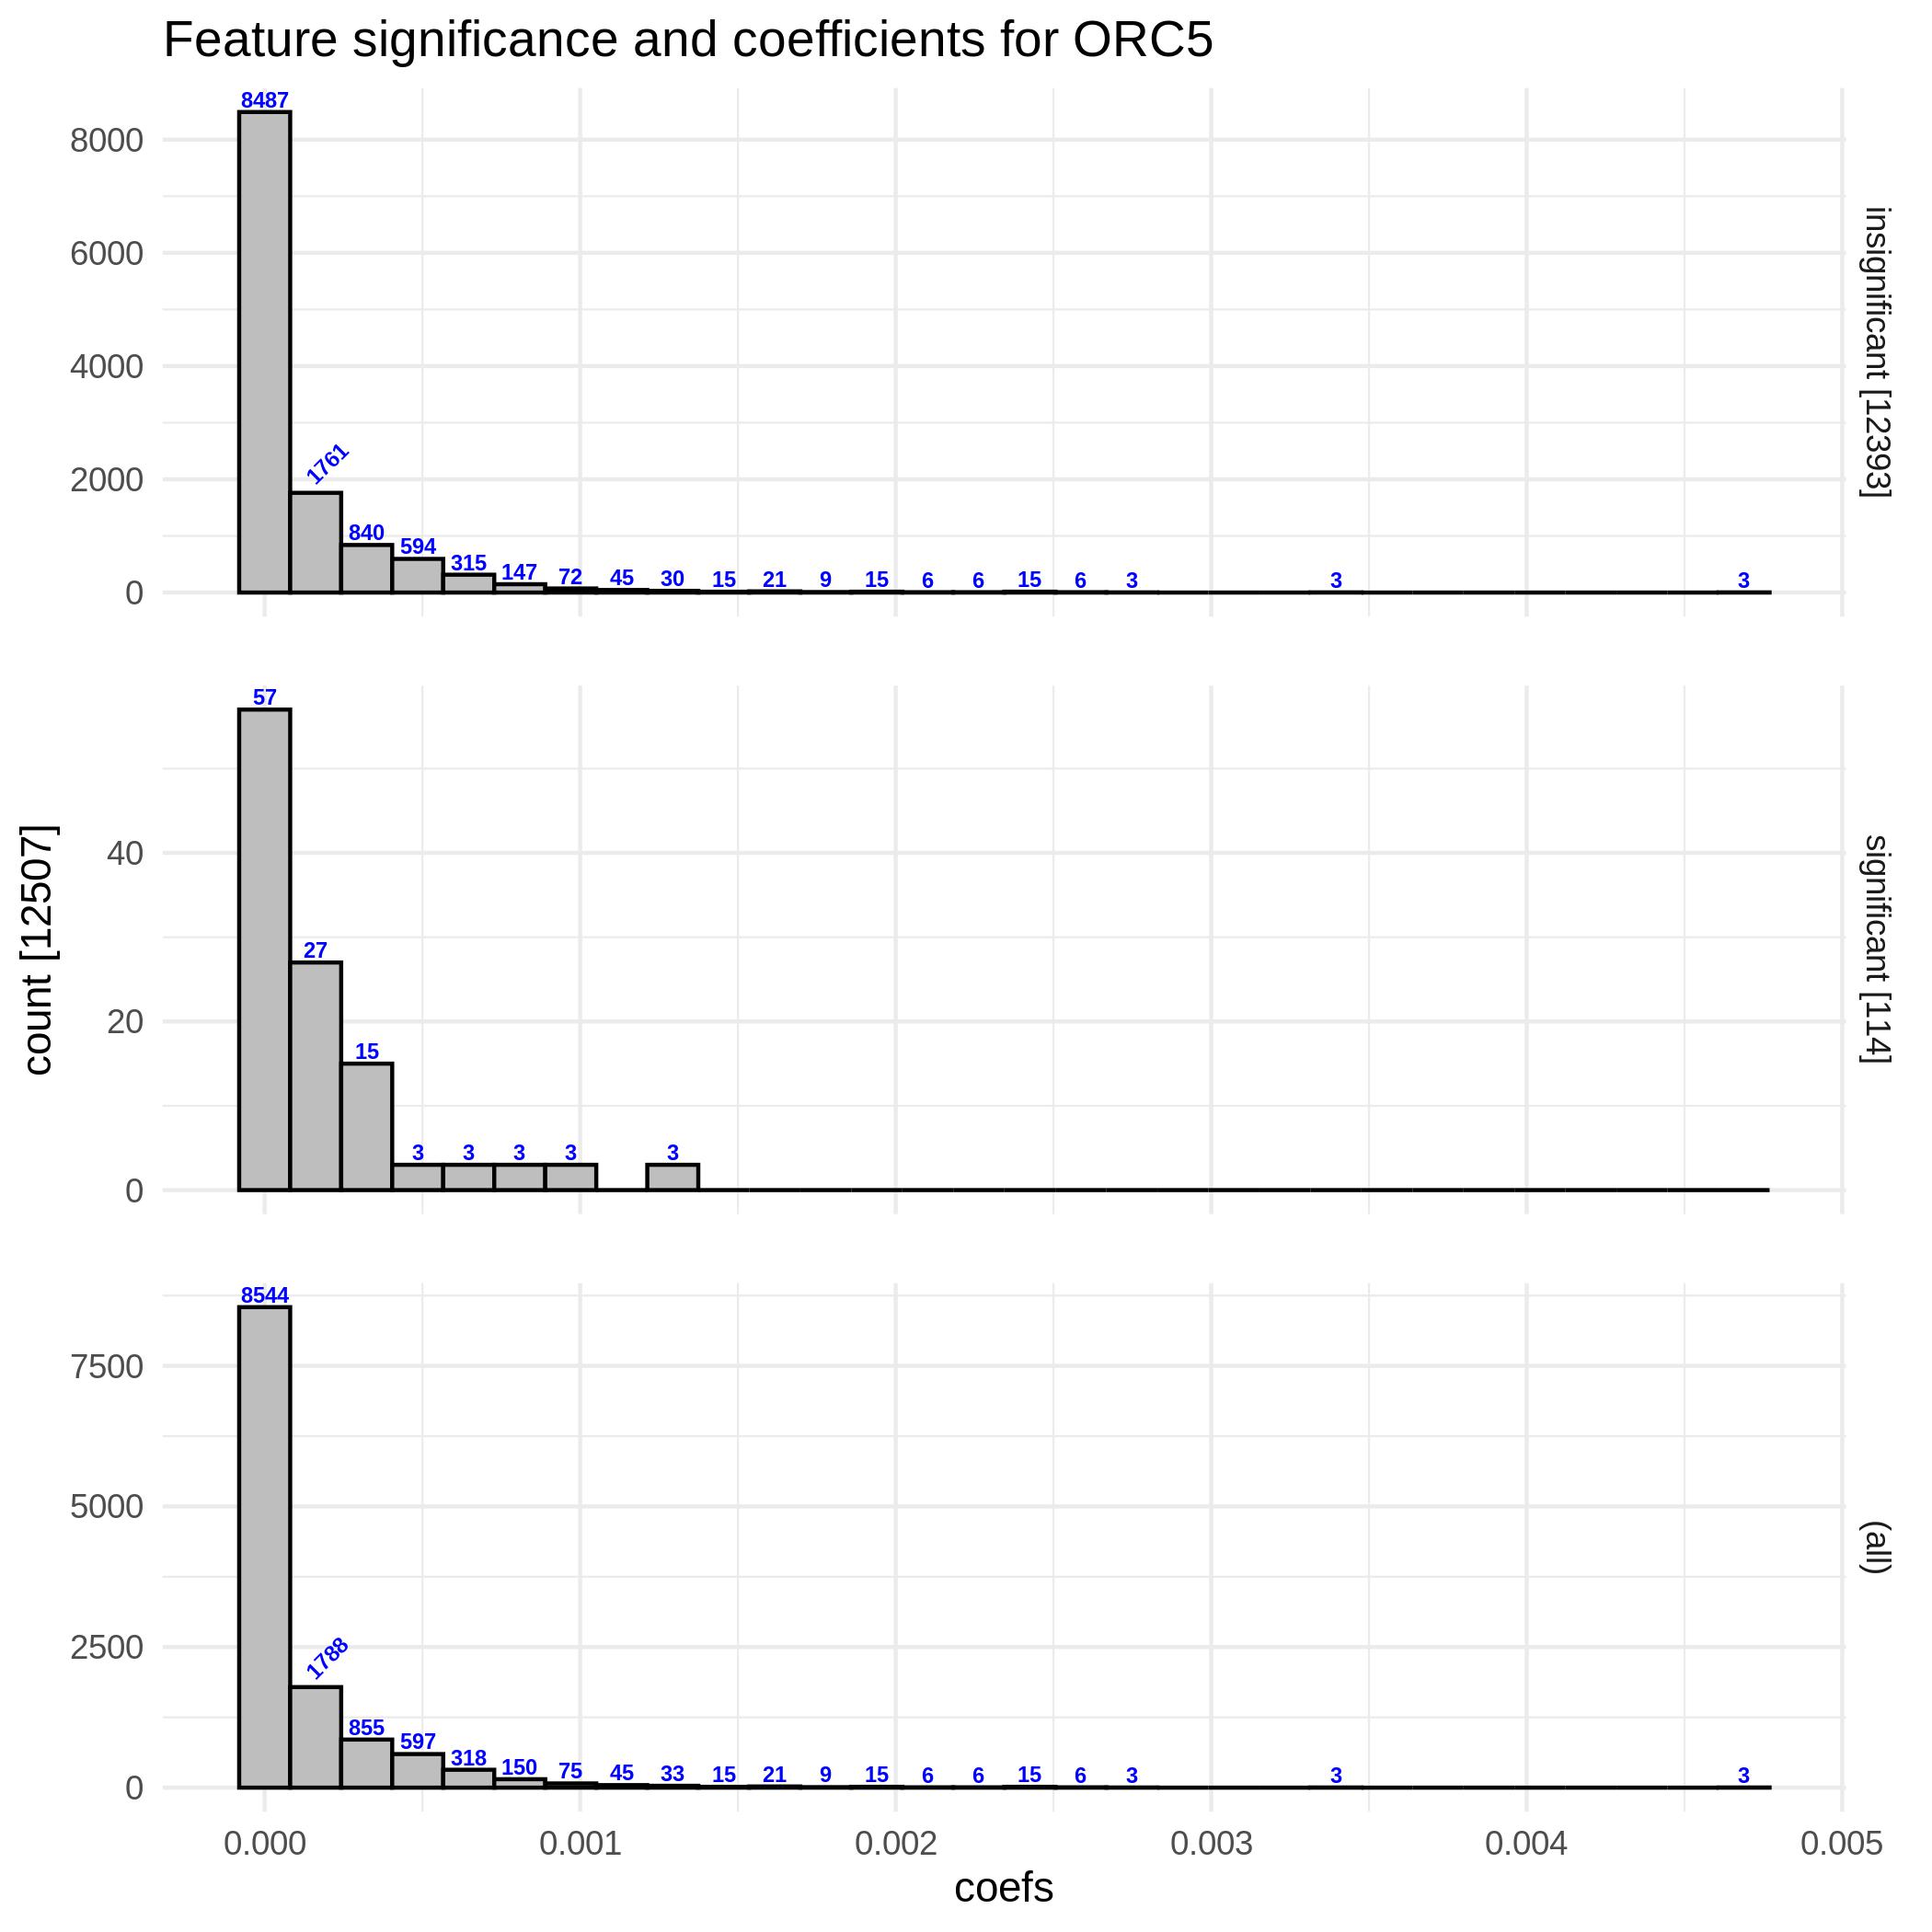 Feature significance and coefficients for ORC5
8487
8000
6000
4000
2000
0
1761
840 594 315 147 72 45 30 15 21 9 15 6 6 15 6 3 3 3
insignificant [12393]
57
40
20
0
27
15
3 3 3 3 3
significant [114]
count [12507]
8544
7500
5000
2500
0
1788
855 597 318 150 75 45 33 15 21 9 15 6 6 15 6 3 3 3
(all)
0.000 0.001 0.002 0.003 0.004 0.005
coefs